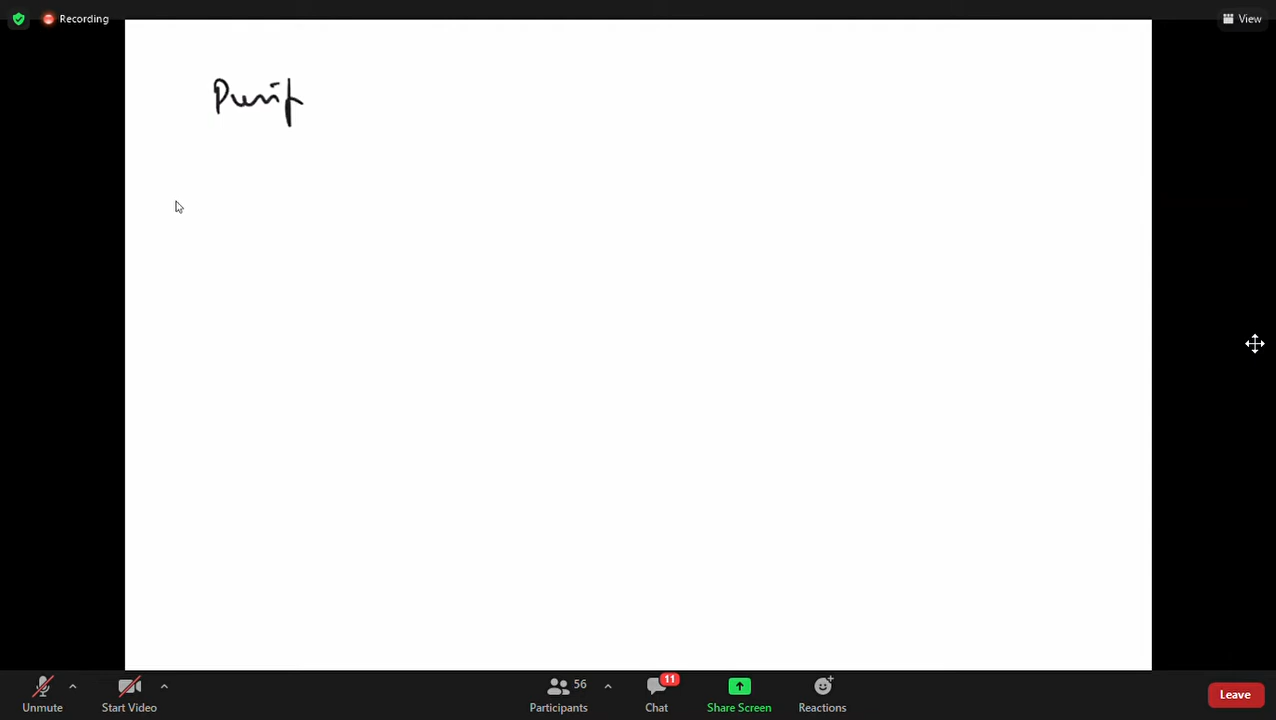 Recording
View
Purif
56
11
Unmute
Start Video
Participants
Chat
Share Screen
Reactions
Leave